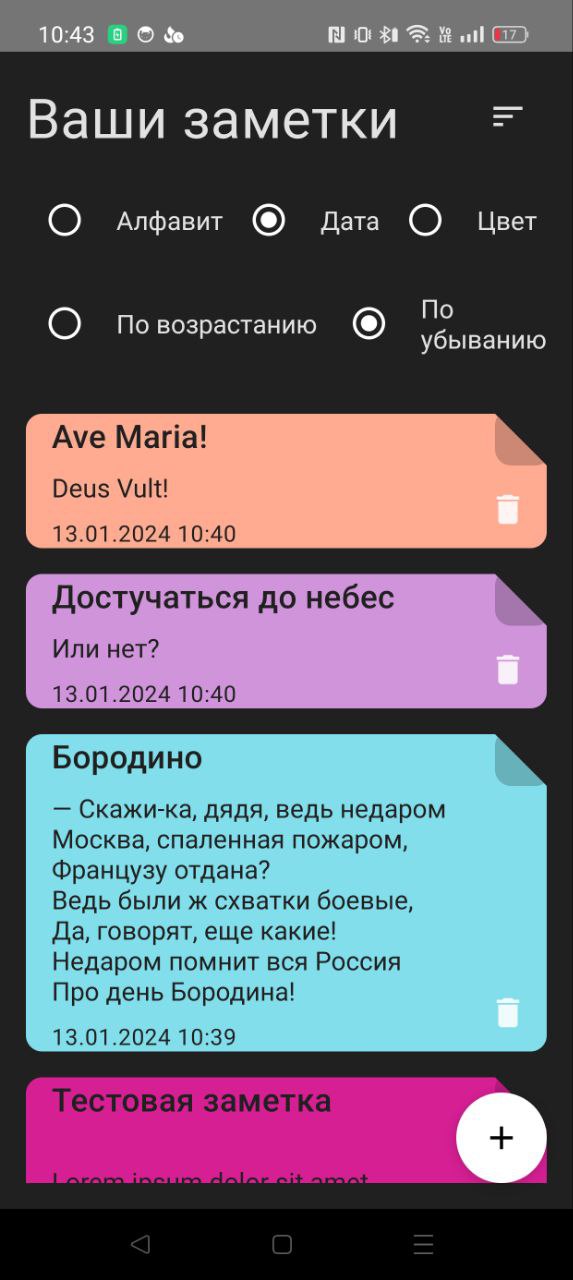 10:43
Vo LTE
17
Ваши заметки
Алфавит
Дата
Цвет
По возрастанию
По
убыванию
Ave Maria!
Deus Vult!
13.01.2024 10:40
Достучаться до небес
Или нет?
13.01.2024 10:40
Бородино
— Скажи-ка, дядя, ведь недаром
Москва, спаленная пожаром,
Французу отдана?
Ведь были ж схватки боевые,
Да, говорят, еще какие!
Недаром помнит вся Россия
Про день Бородина!
13.01.2024 10:39
Тестовая заметка
Lorem ipsum dolor sit amet